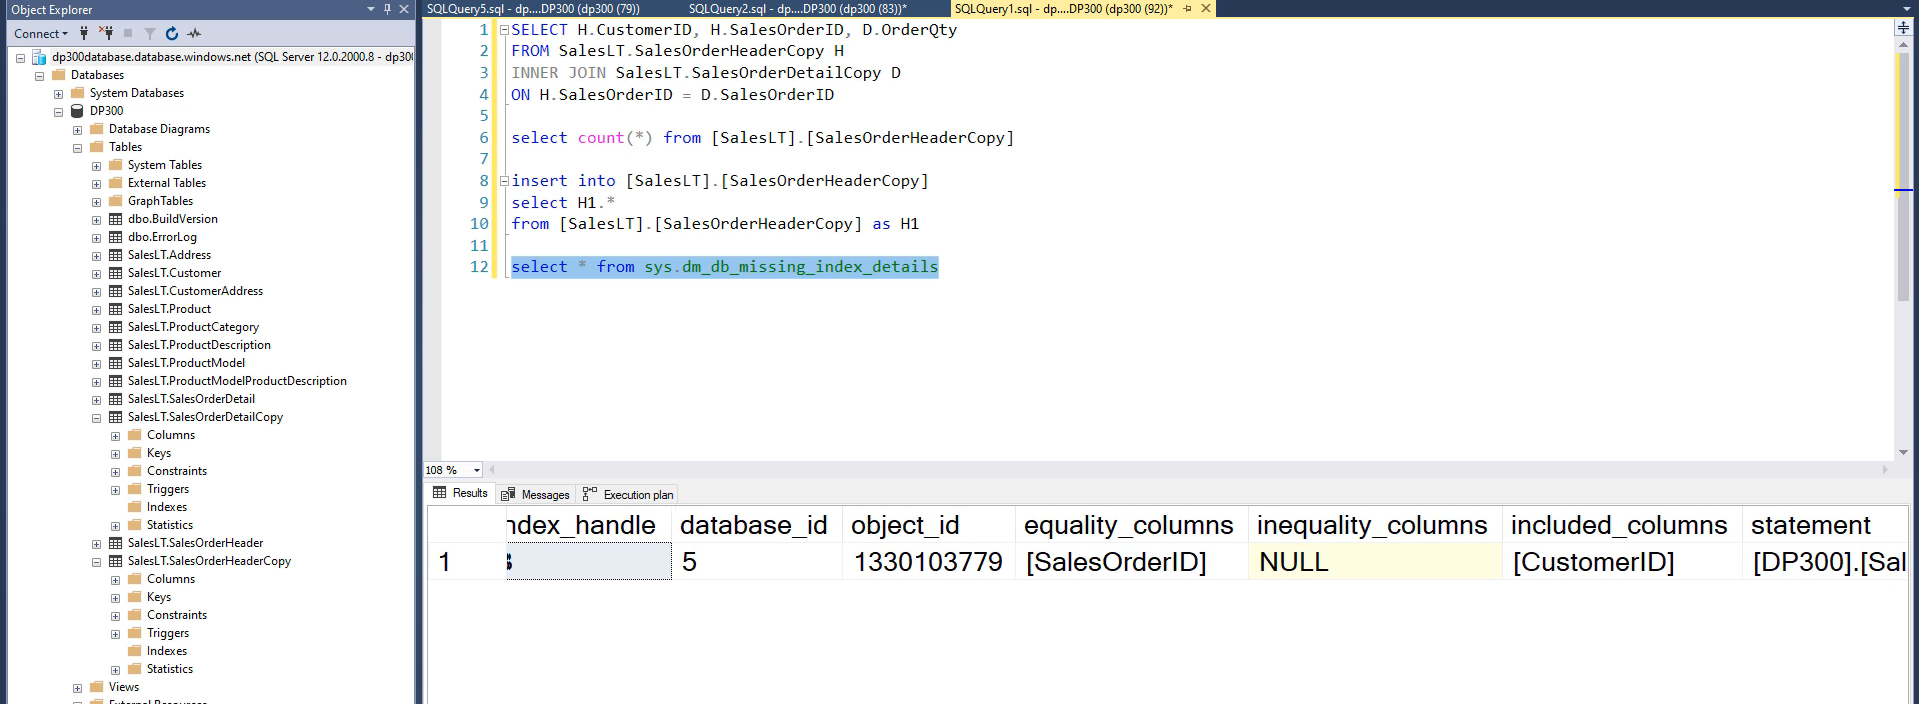 Object Explorer
Connect
dp300database.database.windows.net (SQL Server 12.0.2000.8 - dp300
Databases
System Databases
DP300
Database Diagrams
Tables
System Tables
External Tables
GraphTables
dbo.BuildVersion
dbo.ErrorLog
SalesLT.Address
SalesLT.Customer
SalesLT.CustomerAddress
SalesLT.Product
SalesLT.ProductCategory
SalesLT.ProductDescription
SalesLT.ProductModel
SalesLT.ProductModelProductDescription
SalesLT.SalesOrderDetail
SalesLT.SalesOrderDetailCopy
Columns
Keys
Constraints
Triggers
Indexes
Statistics
SalesLT.SalesOrderHeader
SalesLT.SalesOrderHeaderCopy
Columns
Keys
Constraints
Triggers
Indexes
Statistics
Views
External Resources
SQLQuery5.sql - dp....DP300 (dp300 (79)) SQLQuery2.sql - dp....DP300 (dp300 (83))* SQLQuery1.sql - dp....DP300 (dp300 (92))*
1 SELECT H.CustomerID, H.SalesOrderID, D.OrderQty
2 FROM SalesLT.SalesOrderHeaderCopy H
3 INNER JOIN SalesLT.SalesOrderDetailCopy D
4 ON H.SalesOrderID = D.SalesOrderID
5
6 select count(*) from [SalesLT].[SalesOrderHeaderCopy]
7
8 insert into [SalesLT].[SalesOrderHeaderCopy]
9 select H1.*
10 from [SalesLT].[SalesOrderHeaderCopy] as H1
11
12 select * from sys.dm_db_missing_index_details
108 %
Results Messages Execution plan
ndex_handle database_id object_id equality_columns inequality_columns included_columns statement
1 5 1330103779 [SalesOrderID] NULL [CustomerID] [DP300].[Sal